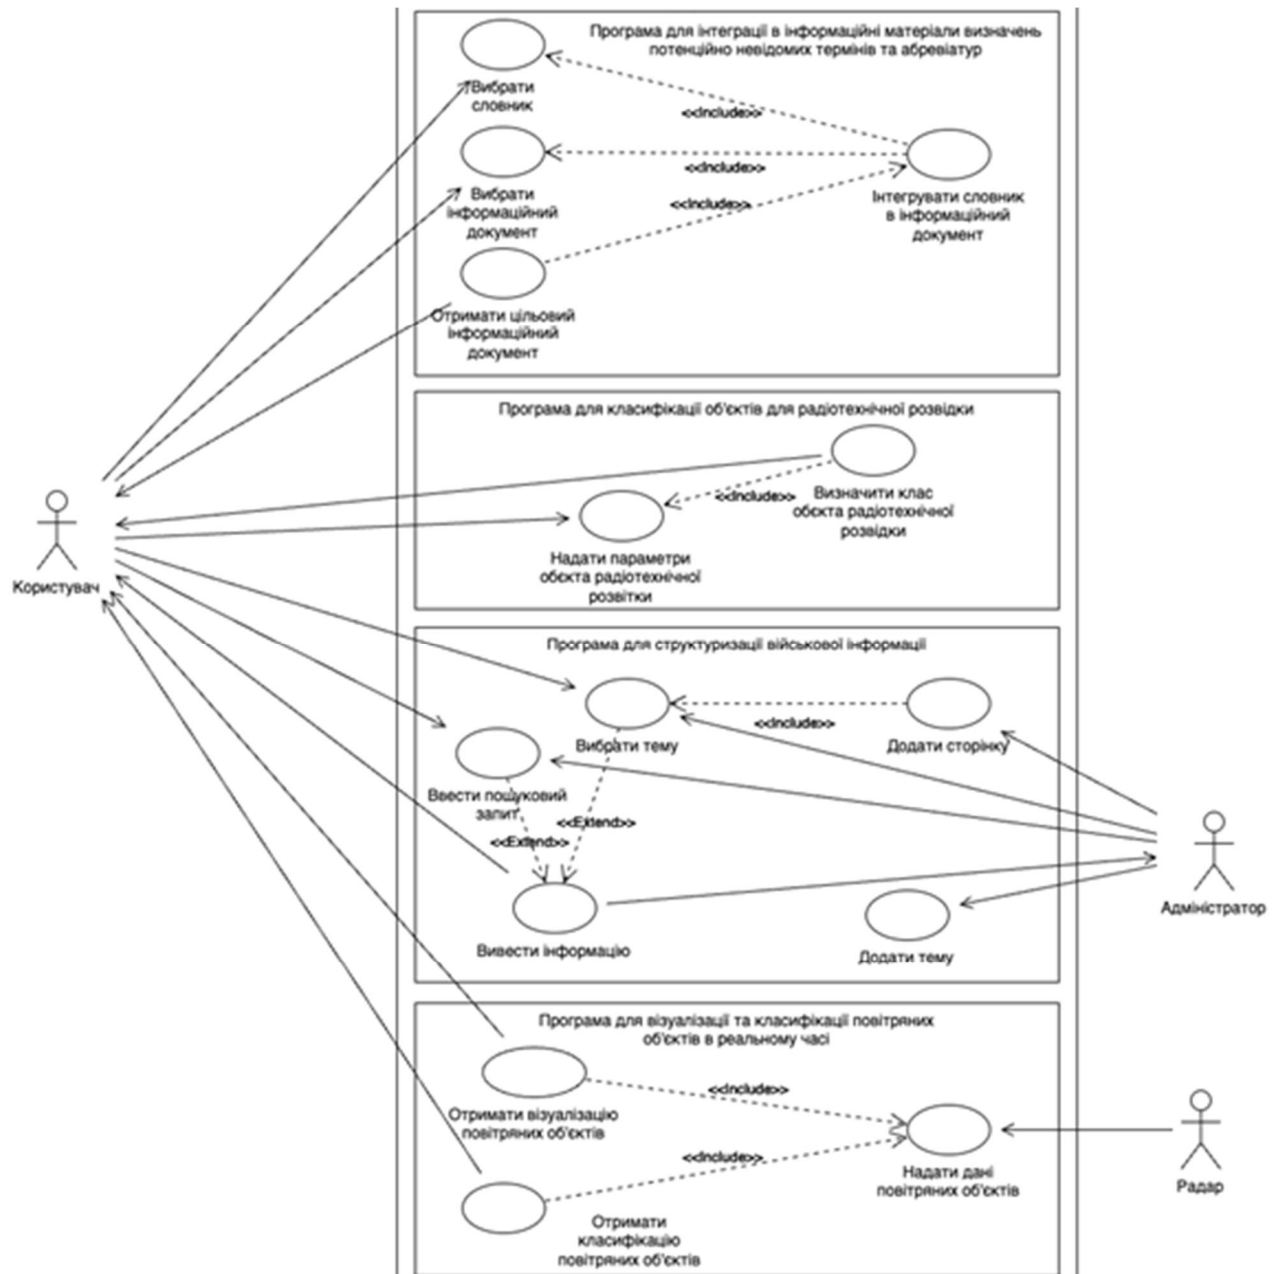 Програма для інтеграції в інформаційні матеріали визначень
потенційно невідомих термінів та абревіатур
Вибрати
словник
<<Include>>
Вибрати
інформаційний
документ
<<Include>>
<<Include>>
Інтегрувати словник
в інформаційний
документ
Отримати цільовий
інформаційний
документ
Програма для класифікації об'єктів для радіотехнічної розвідки
<<Include>>
Визначити клас
обєкта радіотехнічної
розвідки
Надати параметри
обєкта радіотехнічної
розвітки
Користувач
Програма для структуризації військової інформації
<<Include>>
Вибрати тему
Додати сторінку
Ввести пошуковий
запит
<<Extend>>
<<Extend>>
Вивести інформацію
Додати тему
Адміністратор
Програма для візуалізації та класифікації повітряних
об'єктів в реальному часі
<<Include>>
Отримати візуалізацію
повітряних об'єктів
<<Include>>
Надати дані
повітряних об'єктів
Радар
Отримати
класифікацію
повітряних об'єктів